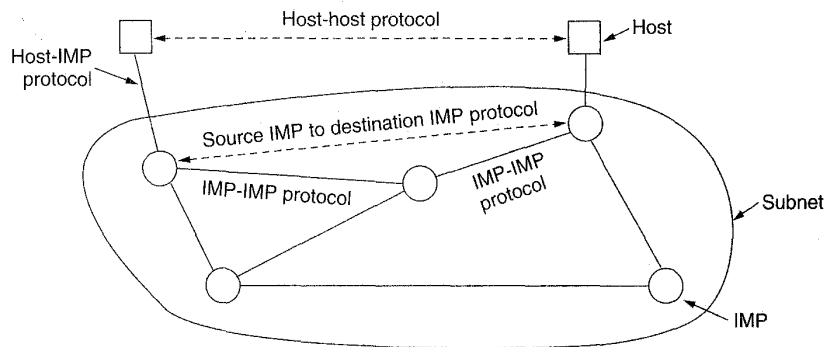 Host-host protocol
Host
Host-IMP
protocol
Source IMP to destination IMP protocol
IMP-IMP protocol
IMP-IMP
protocol
Subnet
IMP